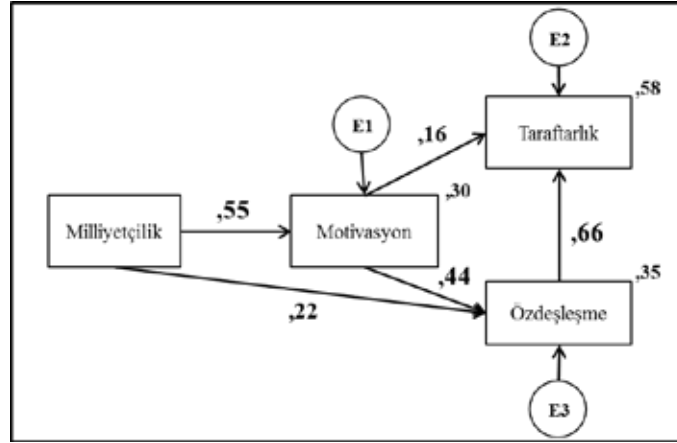 E2
,58
Taraftarlık
E1
,16
,30
,55
Milliyetçilik
Motivasyon
,66
,44
,35
,22
Özdeşleşme
E3